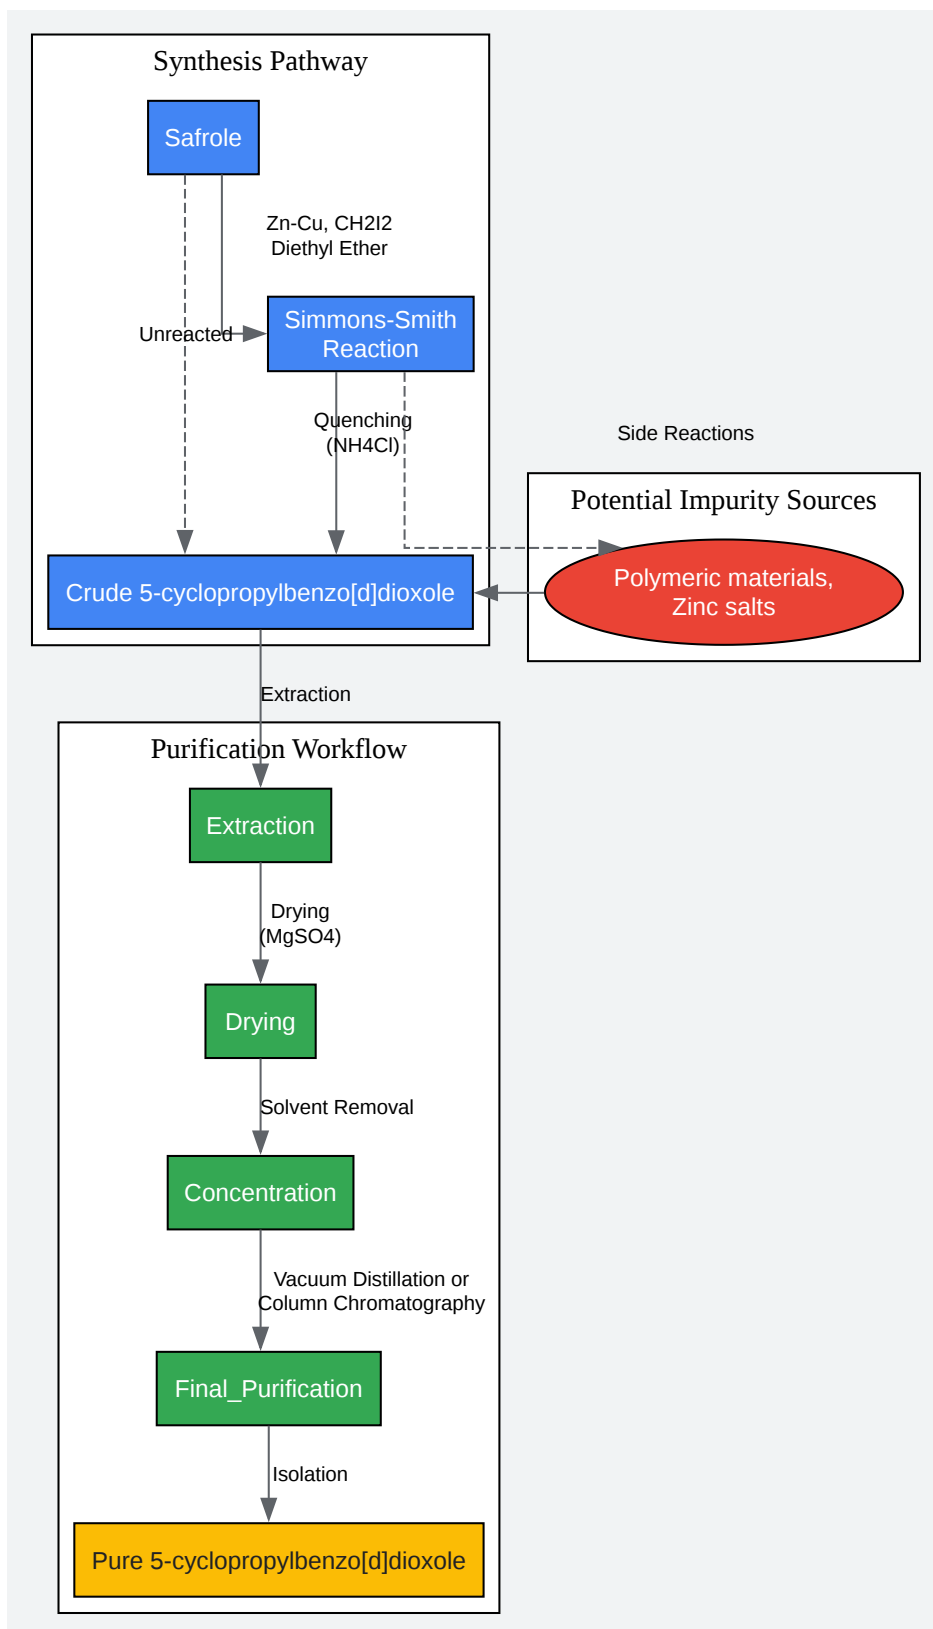 Synthesis Pathway
Safrole
Zn-Cu, CH2I2
Diethyl Ether
Simmons-Smith
Reaction
Unreacted
Quenching
(NH4Cl)
Side Reactions
Potential Impurity Sources
Polymeric materials,
Zinc salts
Crude 5-cyclopropylbenzo[d]dioxole
Extraction
Purification Workflow
Extraction
Drying
(MgSO4)
Drying
Solvent Removal
Concentration
Vacuum Distillation or
Column Chromatography
Final_Purification
Isolation
Pure 5-cyclopropylbenzo[d]dioxole